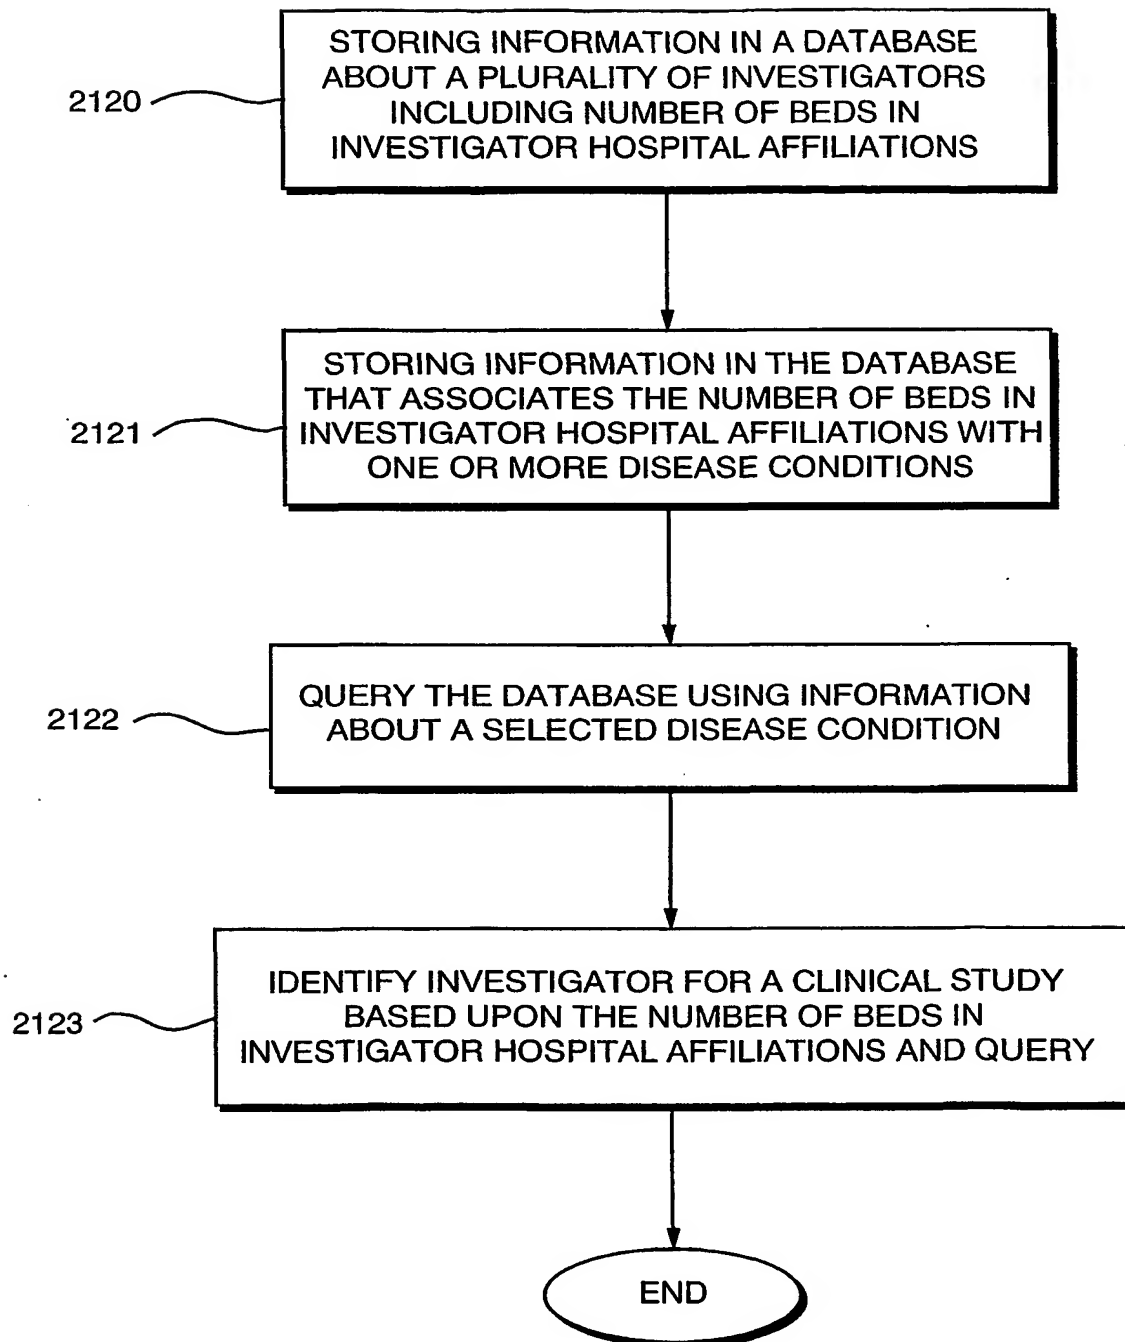 STORING INFORMATION IN A DATABASE
ABOUT A PLURALITY OF INVESTIGATORS
INCLUDING NUMBER OF BEDS IN
INVESTIGATOR HOSPITAL AFFILIATIONS
2120
STORING INFORMATION IN THE DATABASE
THAT ASSOCIATES THE NUMBER OF BEDS IN
INVESTIGATOR HOSPITAL AFFILIATIONS WITH
ONE OR MORE DISEASE CONDITIONS
2121
QUERY THE DATABASE USING INFORMATION
ABOUT A SELECTED DISEASE CONDITION
2122
IDENTIFY INVESTIGATOR FOR A CLINICAL STUDY
BASED UPON THE NUMBER OF BEDS IN
INVESTIGATOR HOSPITAL AFFILIATIONS AND QUERY
2123
END